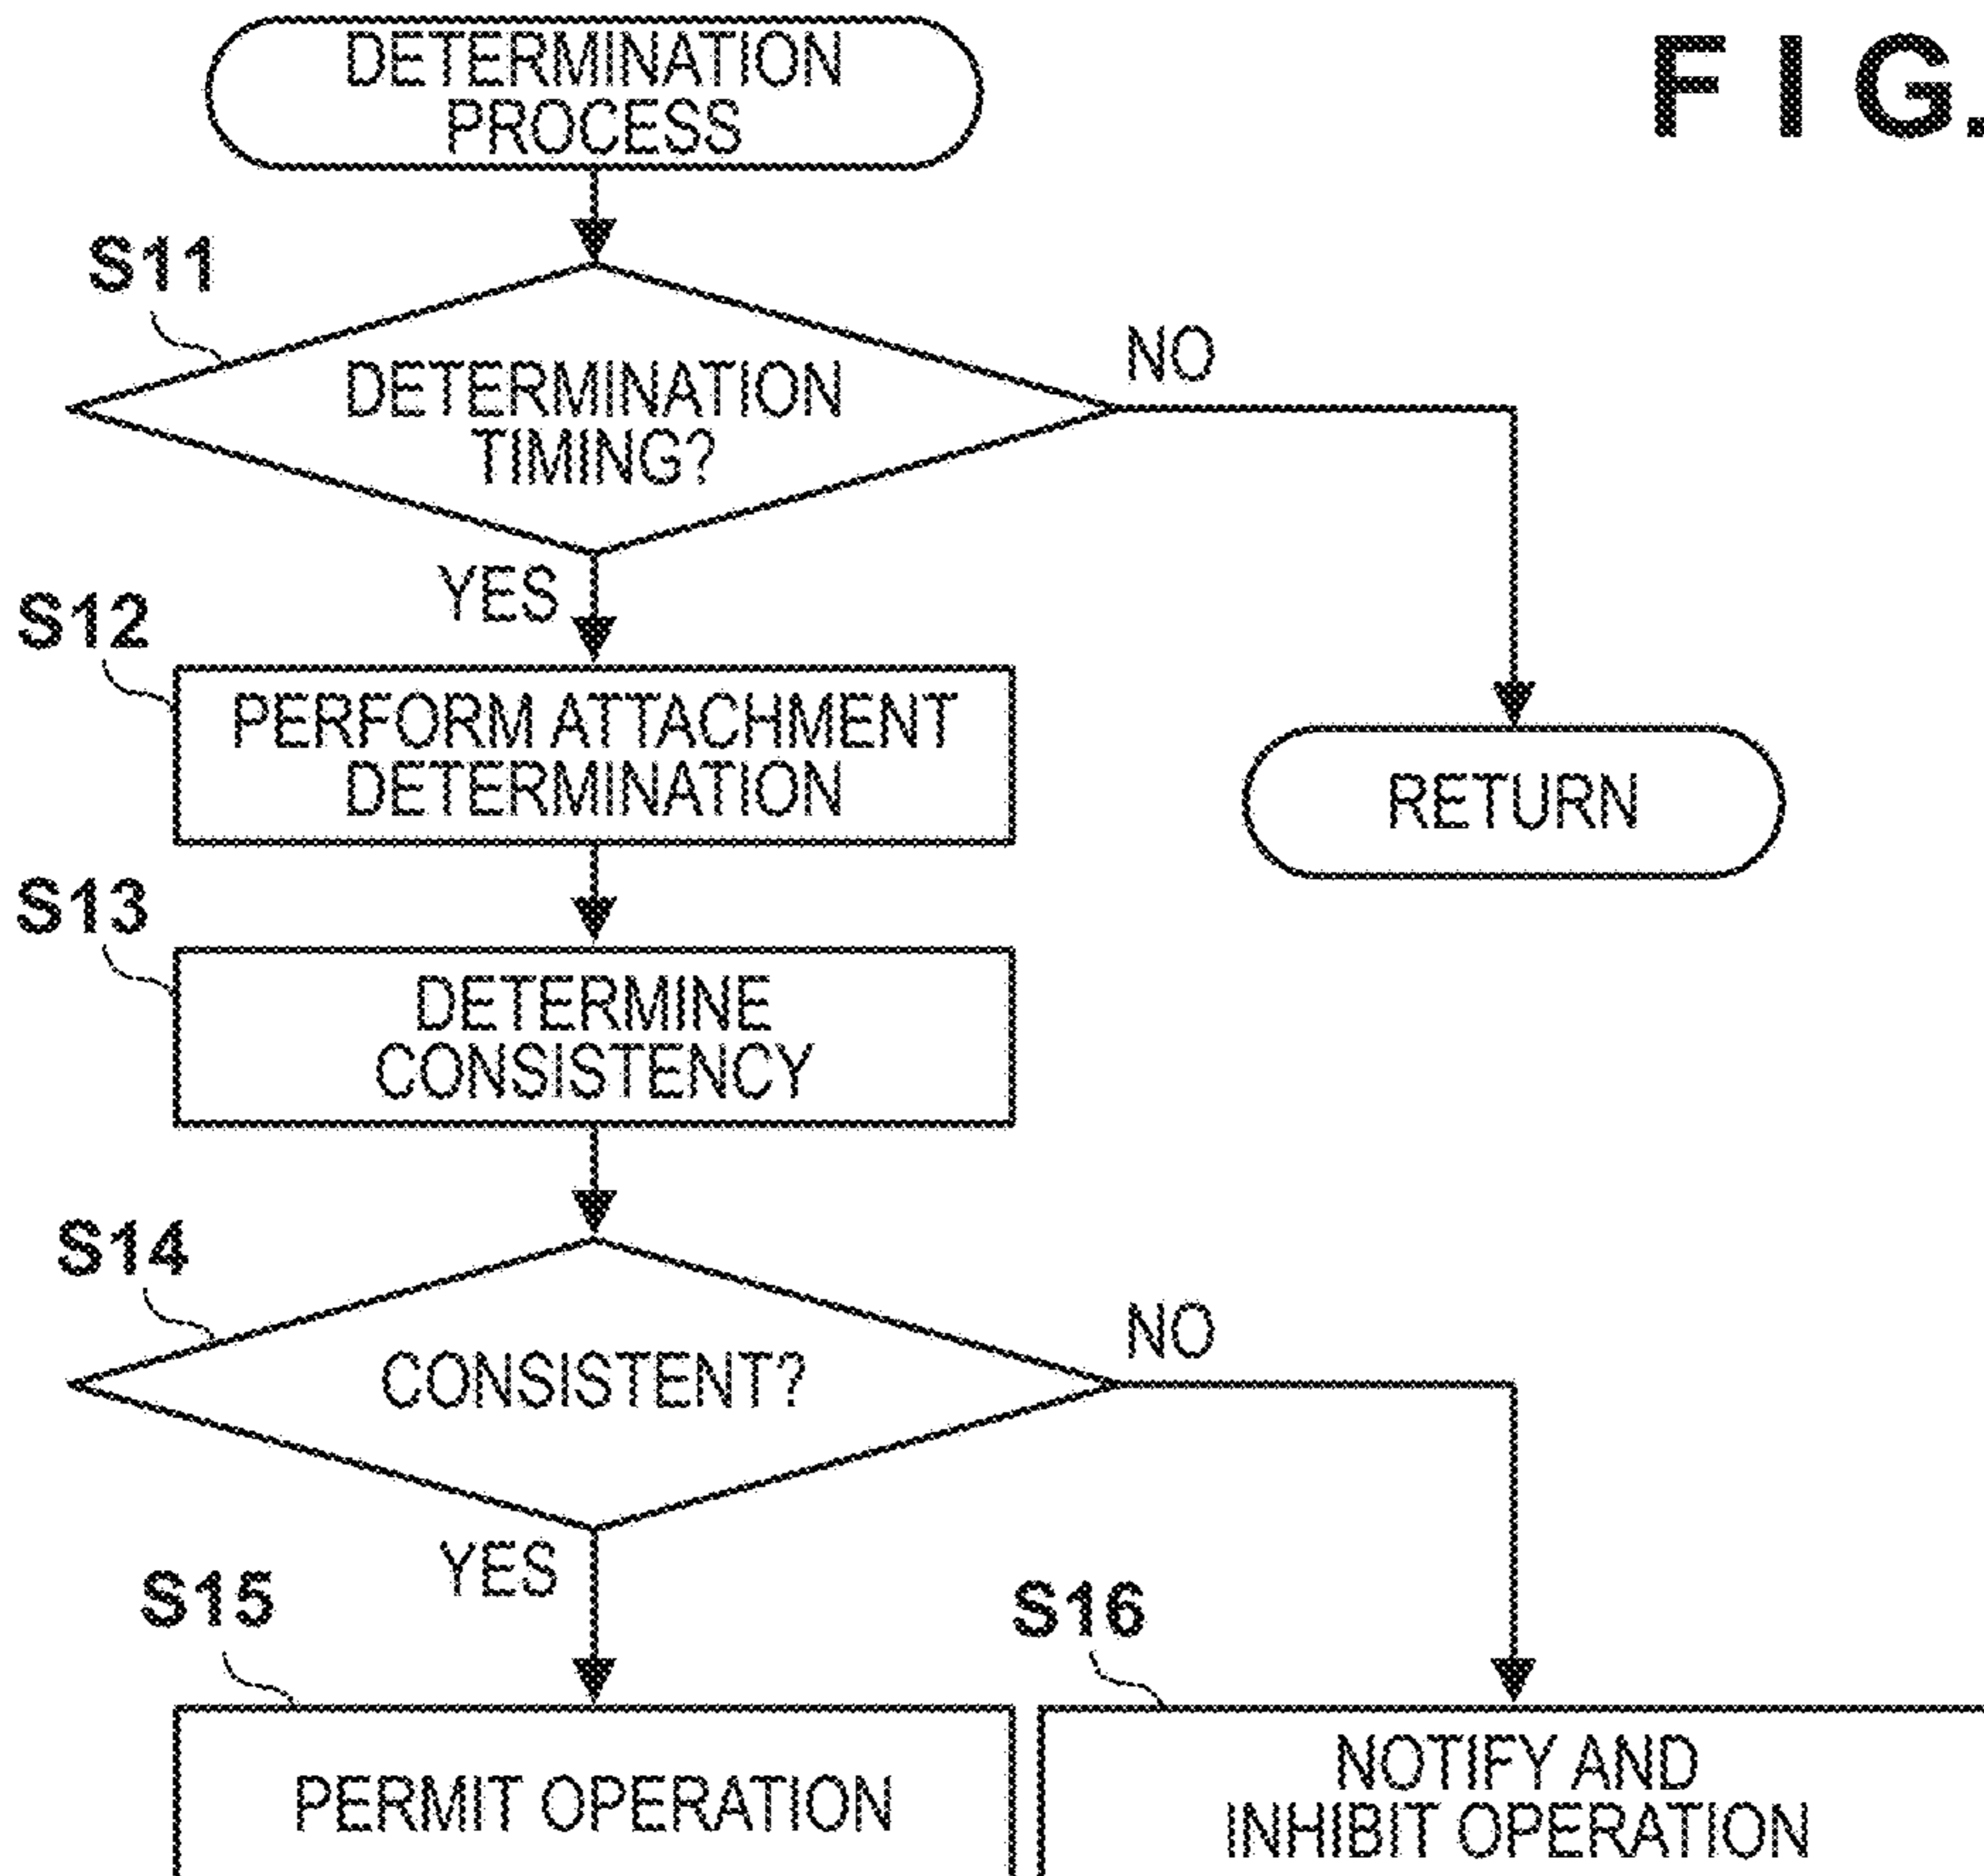 FIG.
DETERMINATION
PROCESS
S11
DETERMINATION
TIMING?
NO
YES
S12
PERFORM ATTACHMENT
DETERMINATION
RETURN
S13
DETERMINE
CONSISTENCY
S14
CONSISTENT?
NO
YES
S15
PERMIT OPERATION
S16
NOTIFY AND
INHIBIT OPERATION